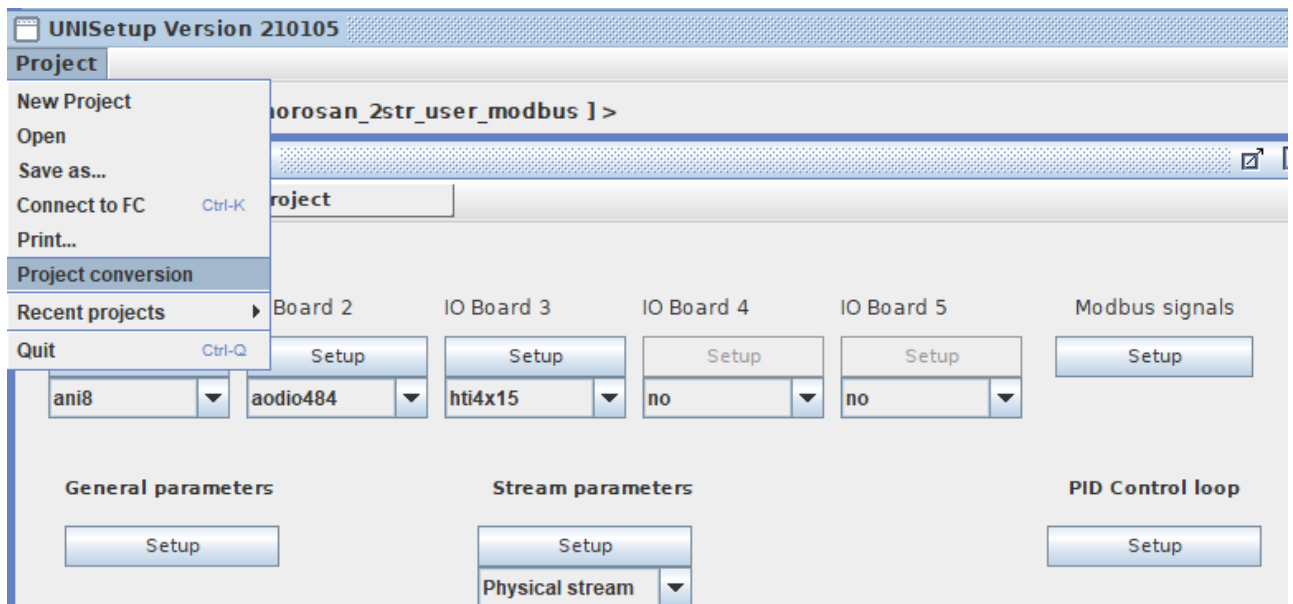 UNISetup Version 210105
Project
New Project
orosan_2str_user_modbus ] >
Open
Save as...
Connect to FC Ctrl-K roject
Print...
Project conversion
Recent projects Board 2 IO Board 3 IO Board 4 IO Board 5 Modbus signals
Quit Ctrl-Q Setup Setup Setup Setup Setup
ani8 aodio484 hti4x15 no no
General parameters Stream parameters PID Control loop
Setup Setup Setup
Physical stream